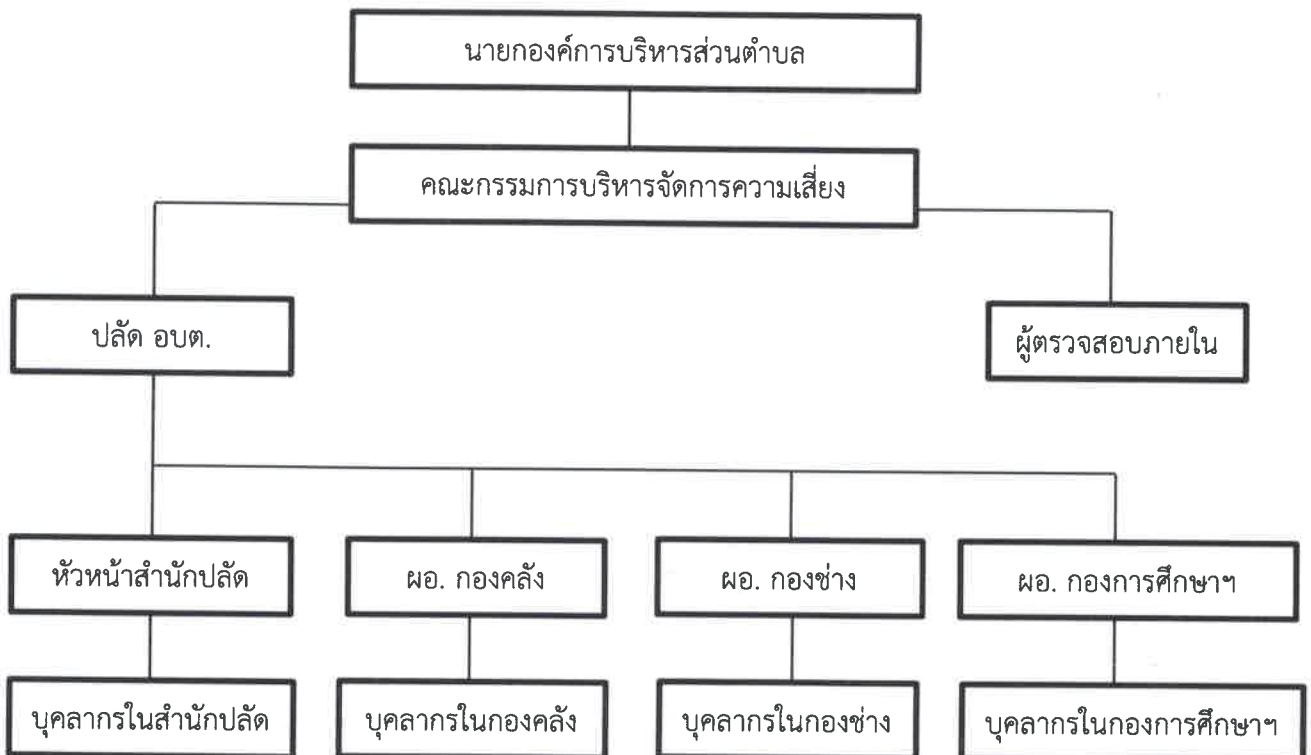 นายกองค์การบริหารส่วนตำบล
คณะกรรมการบริหารจัดการความเสี่ยง
ปลัด อบต.
ผู้ตรวจสอบภายใน
หัวหน้าสำนักปลัด
ผอ. กองคลัง
ผอ. กองช่าง
ผอ. กองการศึกษาฯ
บุคลากรในสำนักปลัด
บุคลากรในกองคลัง
บุคลากรในกองช่าง
บุคลากรในกองการศึกษาฯ